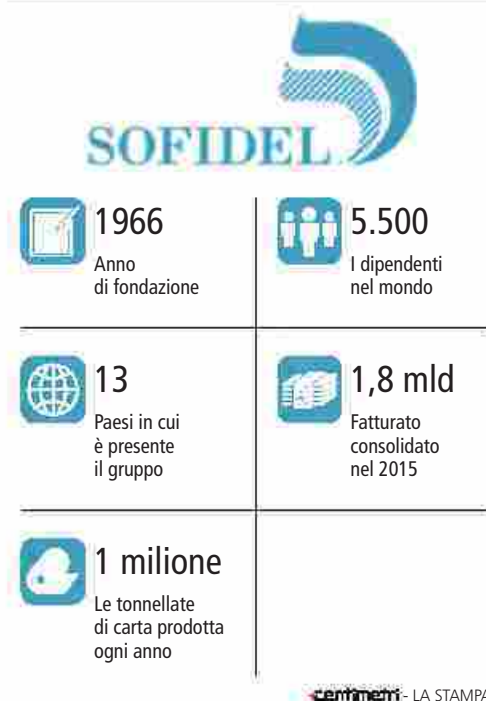 SOFIDEL
1966
Anno
di fondazione
5.500
I dipendenti
nel mondo
13
Paesi in cui
è presente
il gruppo
1,8 mld
Fatturato
consolidato
nel 2015
1 milione
Le tonnellate
di carta prodotta
ogni anno
centimetri - LA STAMPA